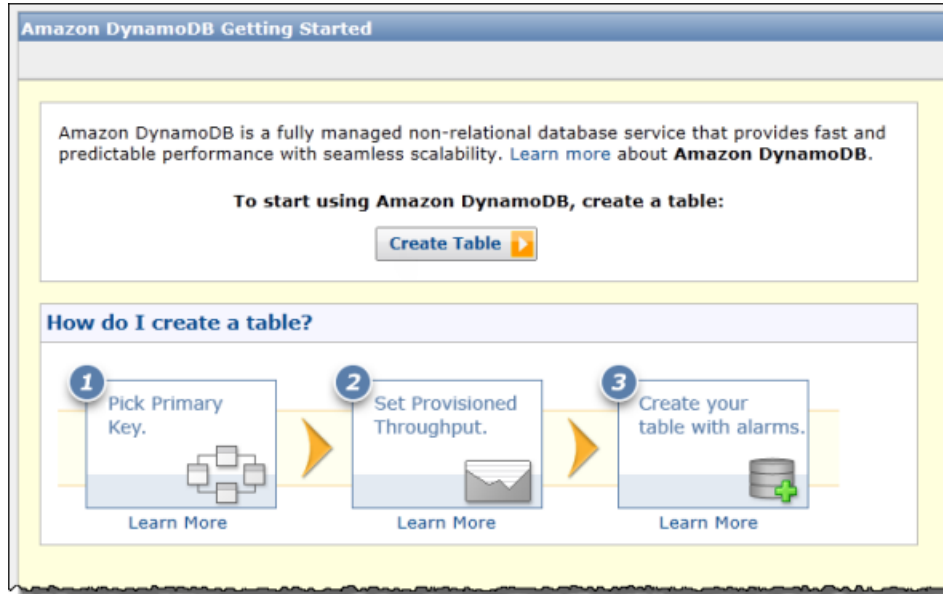 Amazon DynamoDB Getting Started
Amazon DynamoDB is a fully managed non-relational database service that provides fast and
predictable performance with seamless scalability. Learn more about Amazon DynamoDB.
To start using Amazon DynamoDB, create a table:
Create Table
How do I create a table?
1
Pick Primary
Key.
Learn More
2
Set Provisioned
Throughput.
Learn More
3
Create your
table with alarms.
Learn More